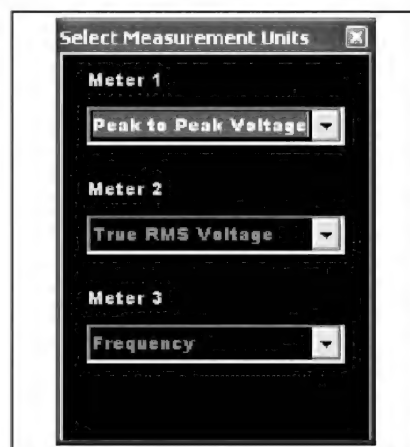 Select Measurement Units
Meter 1
Peak to Peak Voltage
Meter 2
True RMS Voltage
Meter 3
Frequency